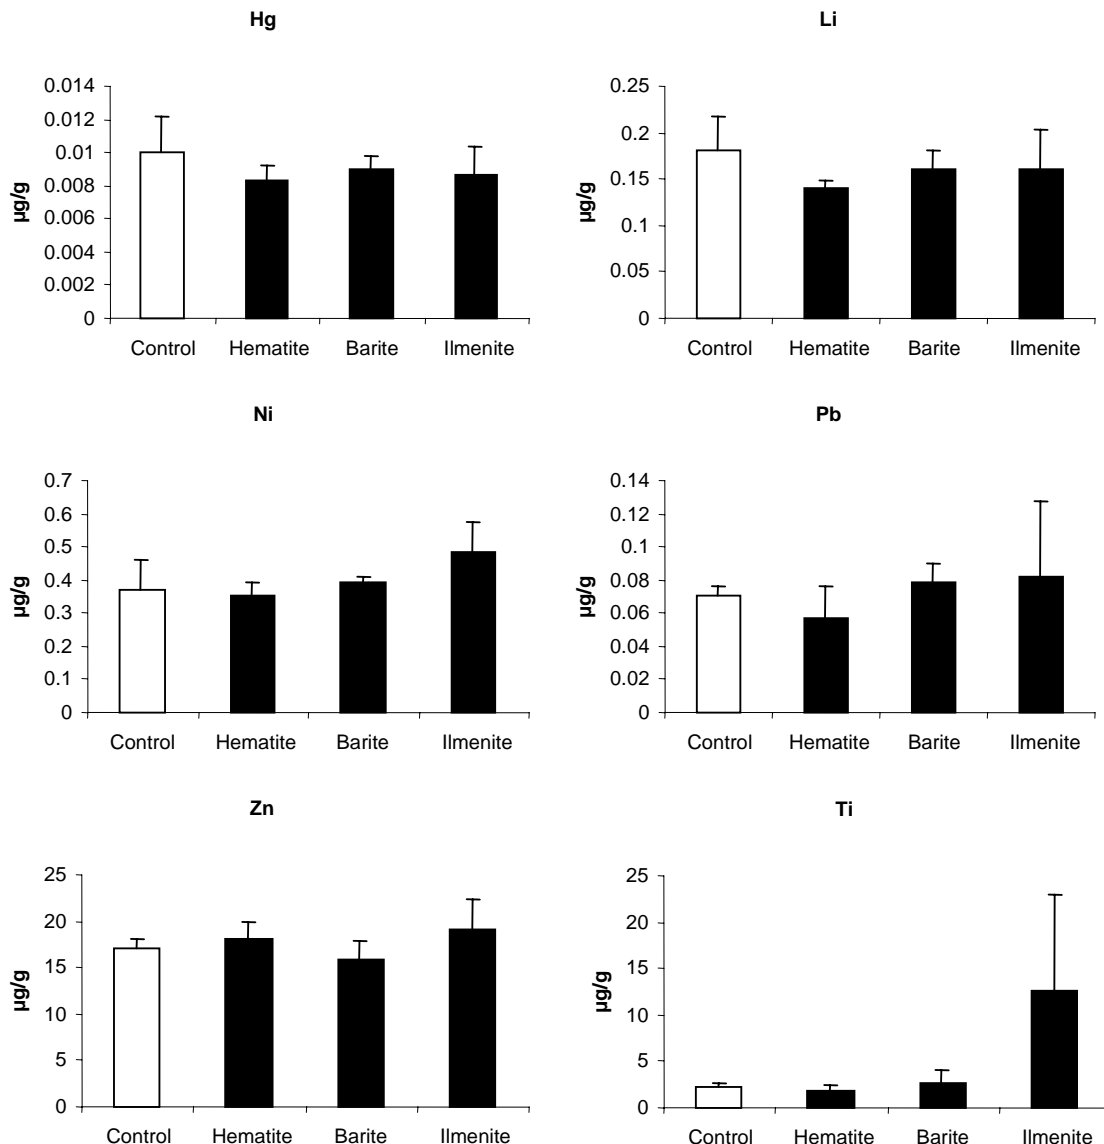 Hg
0.014
0.012
0.01
0.008
0.006
0.004
0.002
0
µg/g
Control Hematite Barite Ilmenite
Li
0.25
0.2
0.15
0.1
0.05
0
µg/g
Control Hematite Barite Ilmenite
Ni
0.7
0.6
0.5
0.4
0.3
0.2
0.1
0
µg/g
Control Hematite Barite Ilmenite
Pb
0.14
0.12
0.1
0.08
0.06
0.04
0.02
0
µg/g
Control Hematite Barite Ilmenite
Zn
25
20
15
10
5
0
µg/g
Control Hematite Barite Ilmenite
Ti
25
20
15
10
5
0
µg/g
Control Hematite Barite Ilmenite